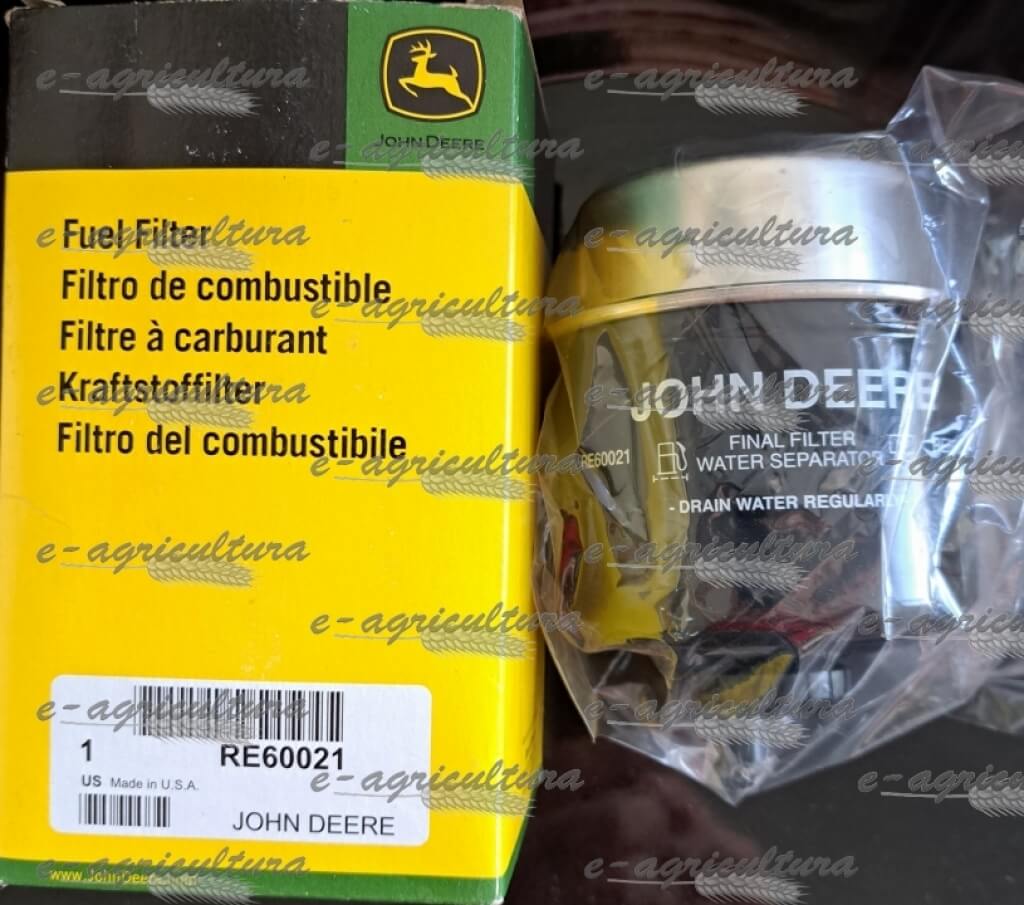 JOHN DEERE
Fuel Filter
Filtro de combustible
Filtre à carburant
Kraftstoffilter
Filtro del combustibile
1
RE60021
US Made in U.S.A.
JOHN DEERE
JOHN DEERE
RE60021
FINAL FILTER
WATER SEPARATOR
- DRAIN WATER REGULARLY
e-agricultura